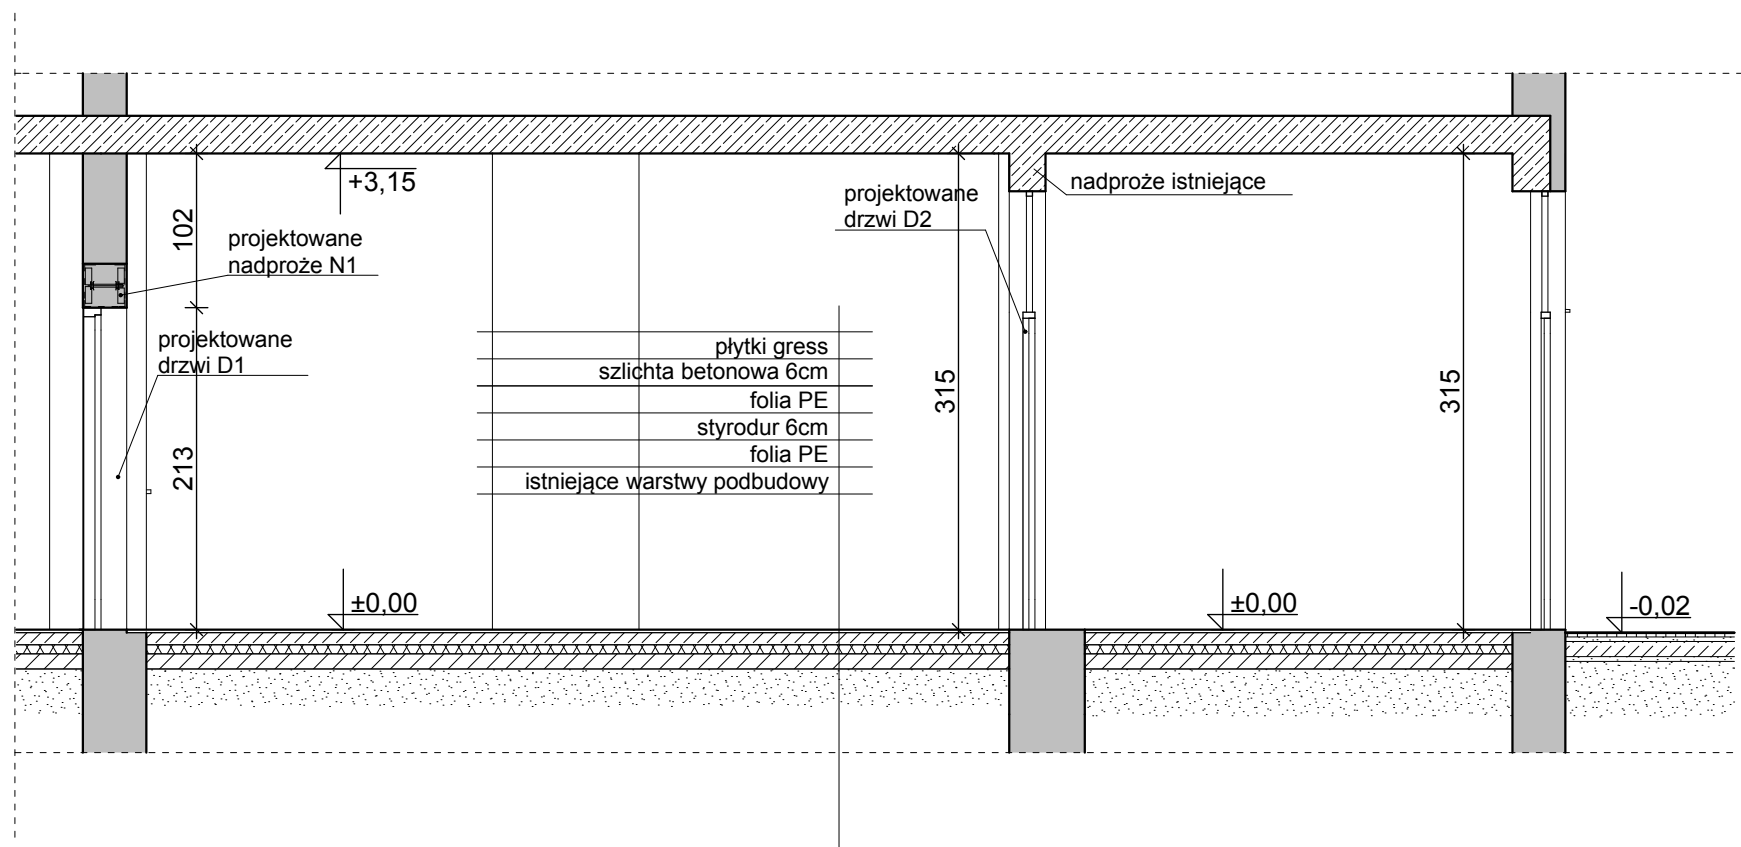 +3,15
102
projektowane
nadproże N1
projektowane
drzwi D1
213
płytki gress
szlichta betonowa 6cm
folia PE
styrodur 6cm
folia PE
istniejące warstwy podbudowy
projektowane
drzwi D2
nadproże istniejące
315
315
±0,00
±0,00
-0,02